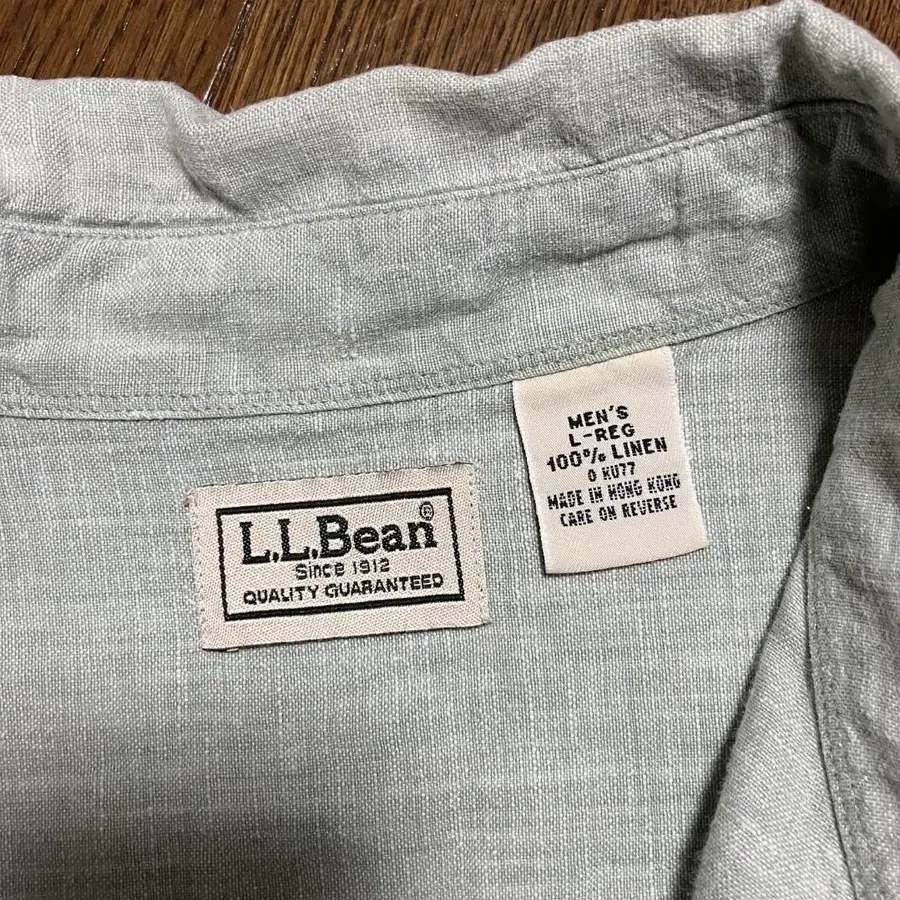 L.L.Bean®
Since 1912
QUALITY GUARANTEED
MEN'S
L-REG
100% LINEN
0 KU77
MADE IN HONG KONG
CARE ON REVERSE